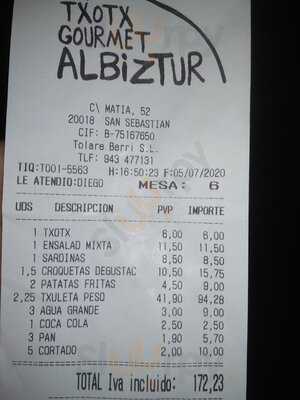 TXOTX
GOURMET
ALBiZTUR
C\ MATIA, 52
20018 SAN SEBASTIAN
CIF: B-75167650
Tolare Berri S.L.
TLF: 943 477131
TIQ:T001-5563 H:16:50:23 F:05/07/2020
LE ATENDIO:DIEGO MESA: 6
UDS DESCRIPCION PVP IMPORTE
1 TXOTX 8,00 8,00
1 ENSALAD MIXTA 11,50 11,50
1 SARDINAS 8,50 8,50
1,5 CROQUETAS DEGUSTAC 10,50 15,75
2 PATATAS FRITAS 4,50 9,00
2,25 TXULETA PESO 41,90 94,28
3 AGUA GRANDE 3,00 9,00
1 COCA COLA 2,50 2,50
3 PAN 1,90 5,70
5 CORTADO 2,00 10,00
TOTAL Iva incluido: 172,23